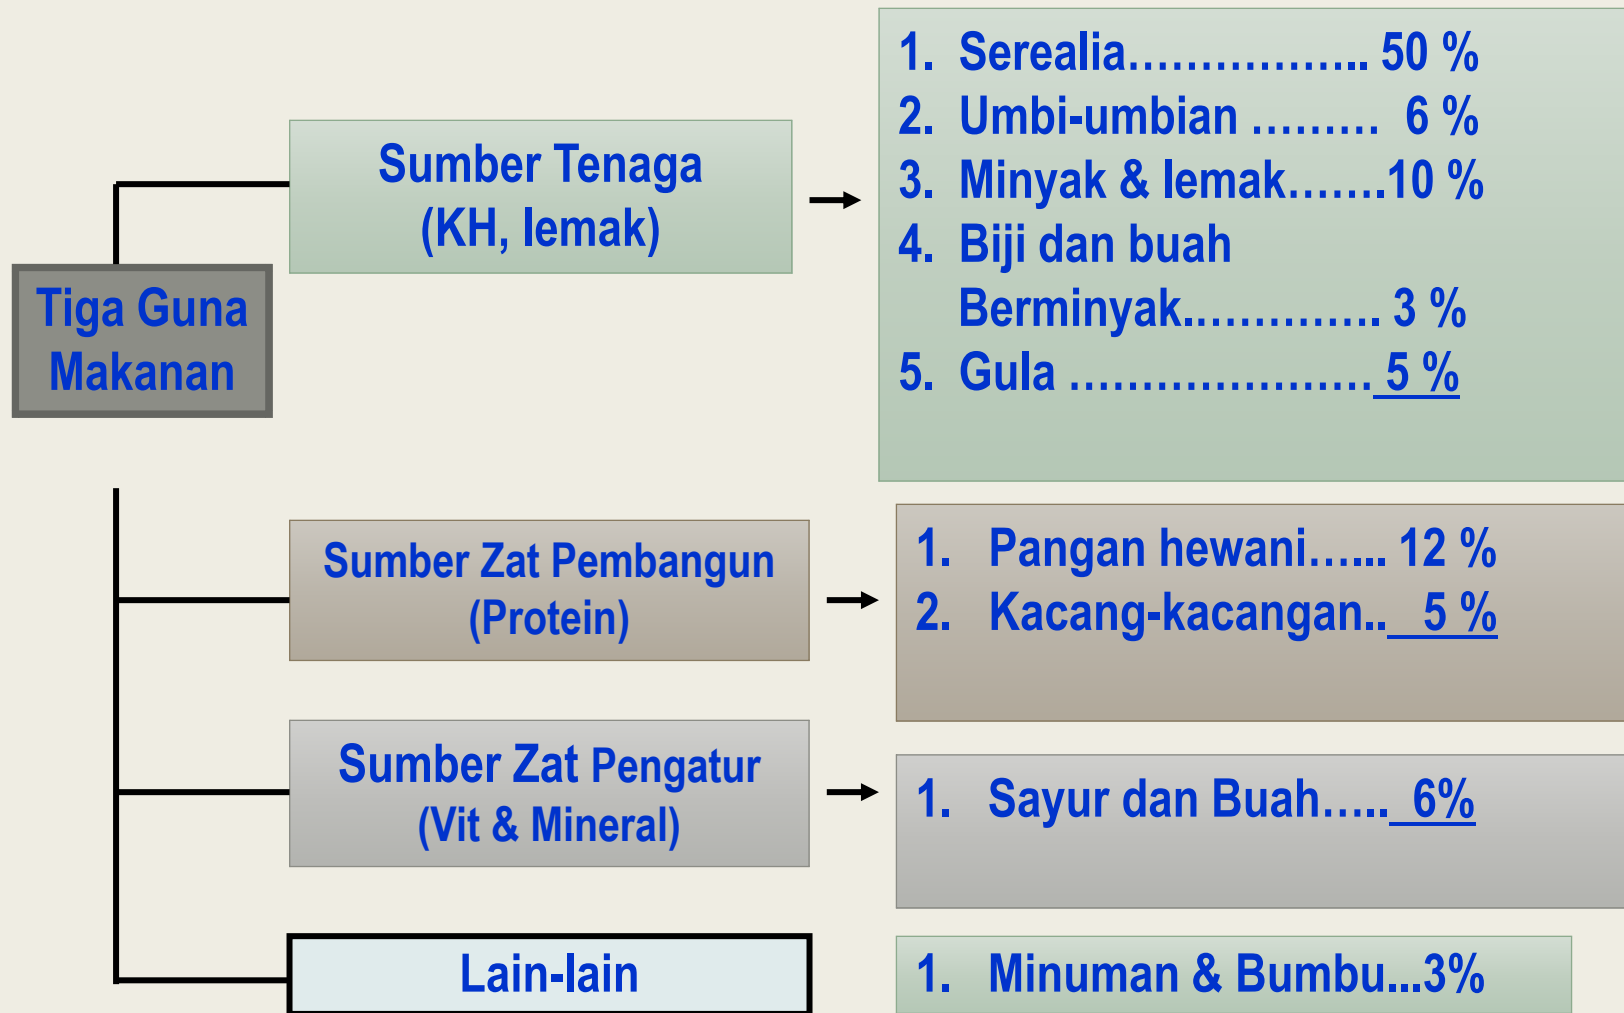 Tiga Guna
Makanan
Sumber Tenaga
(KH, lemak)
1. Serealia……………... 50 %
2. Umbi-umbian ……… 6 %
3. Minyak & lemak…….10 %
4. Biji dan buah
Berminyak.………….. 3 %
5. Gula ………………… 5 %
Sumber Zat Pembangun
(Protein)
1. Pangan hewani…... 12 %
2. Kacang-kacangan.. 5 %
Sumber Zat Pengatur
(Vit & Mineral)
1. Sayur dan Buah….. 6%
Lain-lain
1. Minuman & Bumbu...3%